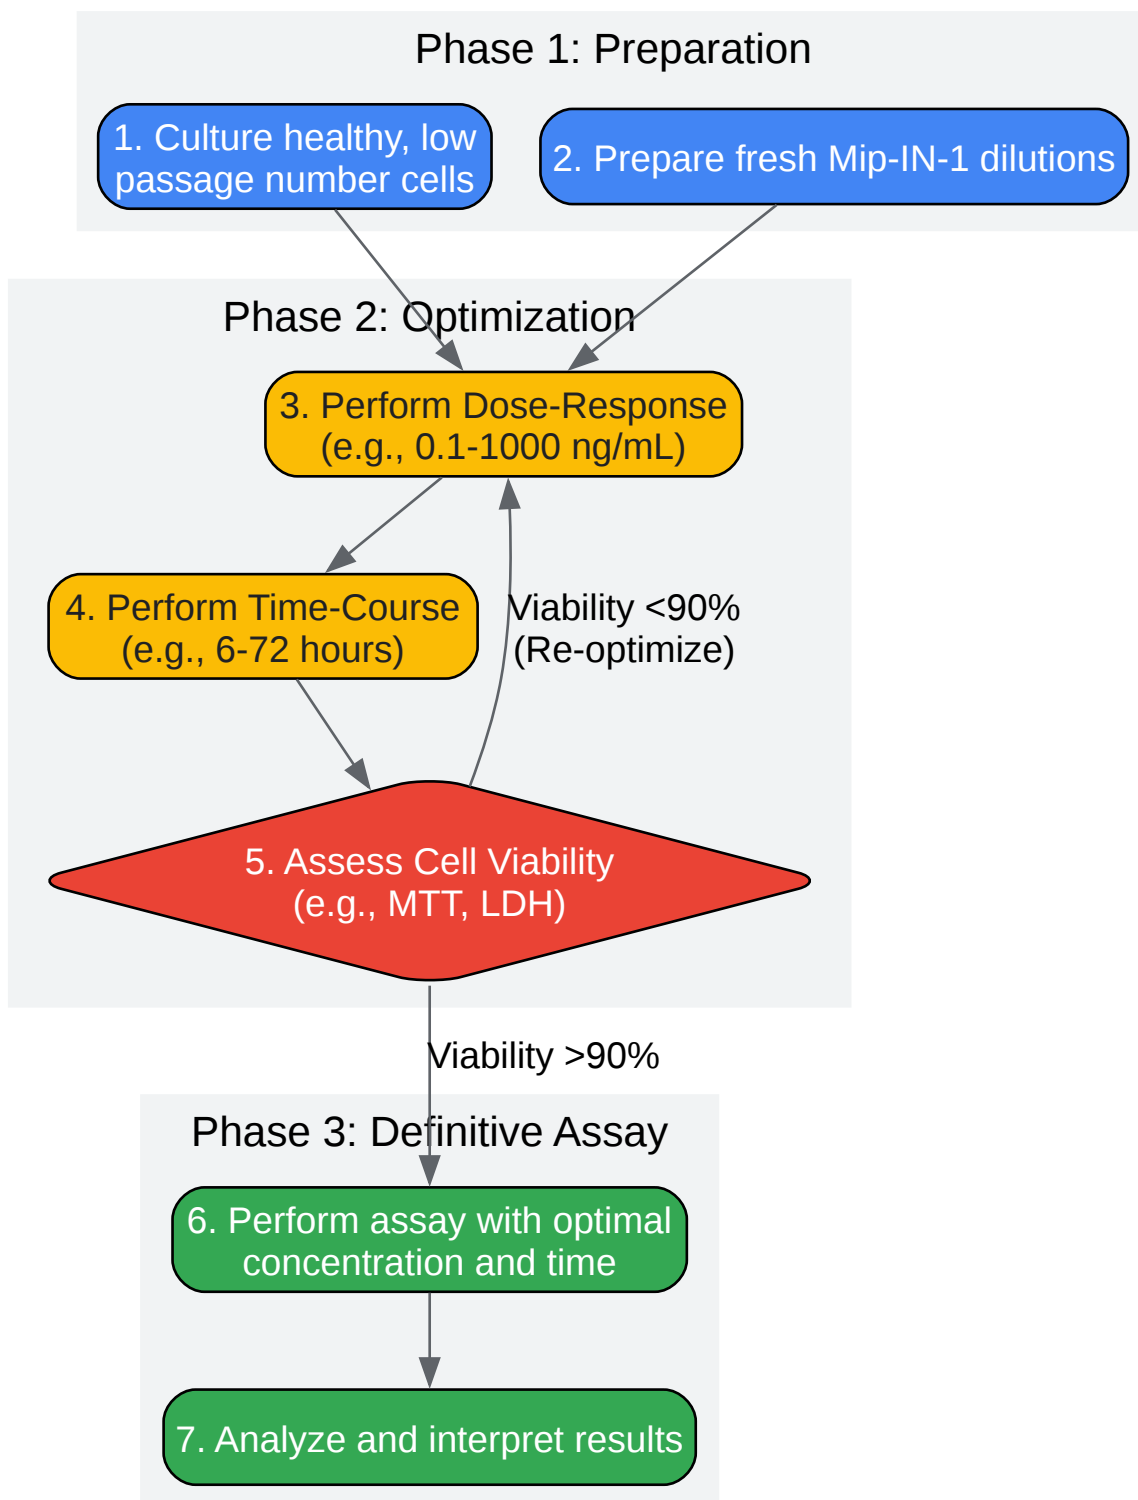 Phase 1: Preparation
1. Culture healthy, low
passage number cells
2. Prepare fresh Mip-IN-1 dilutions
Phase 2: Optimization
3. Perform Dose-Response
(e.g., 0.1-1000 ng/mL)
4. Perform Time-Course
(e.g., 6-72 hours)
Viability <90%
(Re-optimize)
5. Assess Cell Viability
(e.g., MTT, LDH)
Viability >90%
Phase 3: Definitive Assay
6. Perform assay with optimal
concentration and time
7. Analyze and interpret results